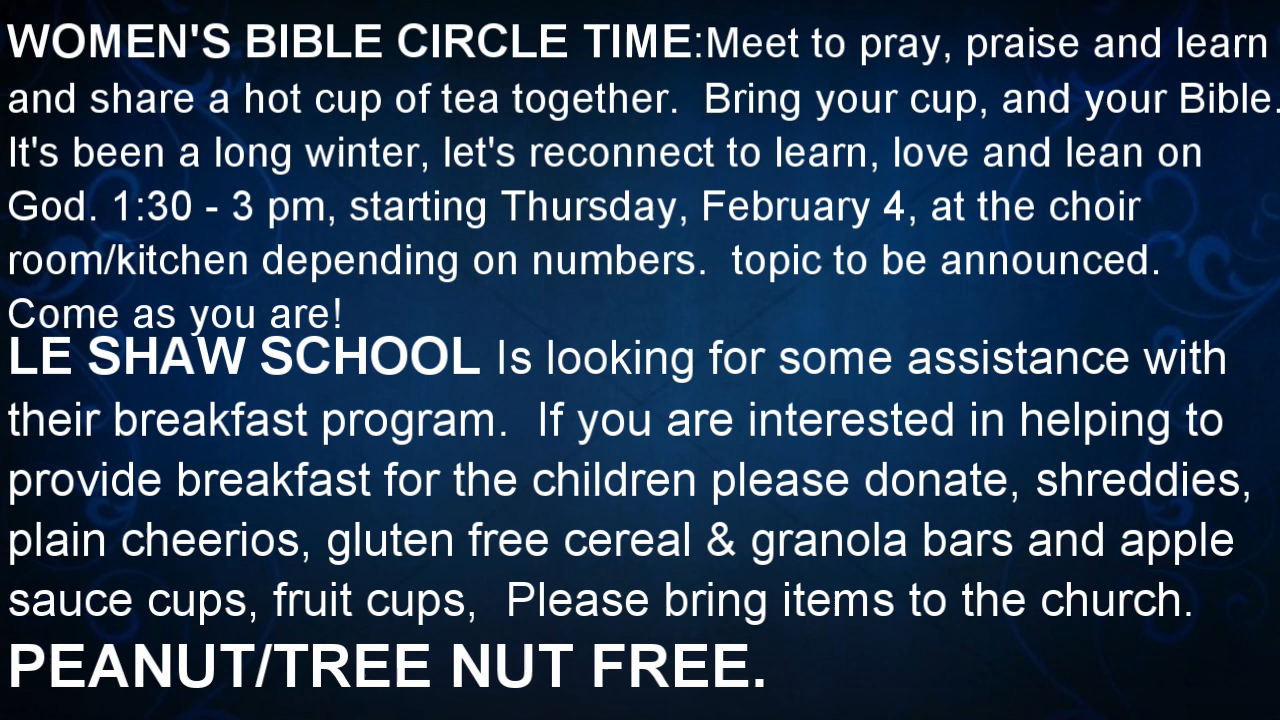 WOMEN'S BIBLE CIRCLE TIME:Meet to pray, praise and learn
and share a hot cup of tea together.  Bring your cup, and your Bible.
It's been a long winter, let's reconnect to learn, love and lean on
God. 1:30 - 3 pm, starting Thursday, February 4, at the choir
room/kitchen depending on numbers.  topic to be announced.
Come as you are!
LE SHAW SCHOOL Is looking for some assistance with
their breakfast program.  If you are interested in helping to
provide breakfast for the children please donate, shreddies,
plain cheerios, gluten free cereal & granola bars and apple
sauce cups, fruit cups,  Please bring items to the church.
PEANUT/TREE NUT FREE.